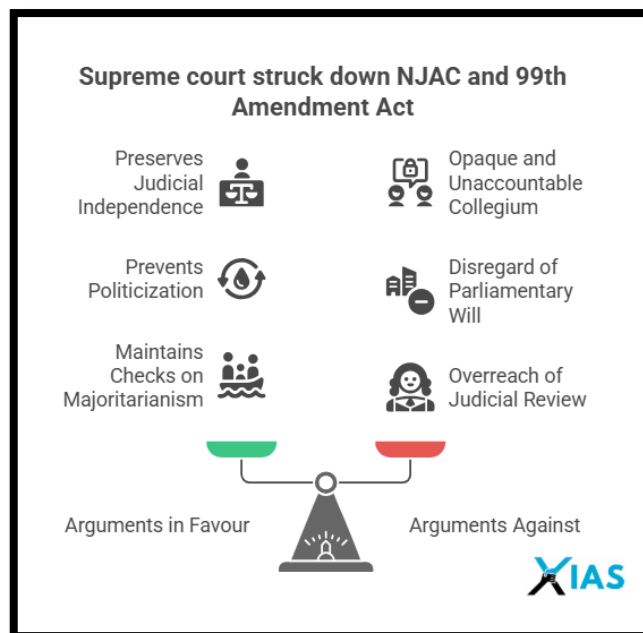 Supreme court struck down NJAC and 99th
Amendment Act
Preserves
Judicial
Independence
Opaque and
Unaccountable
Collegium
Prevents
Politicization
Disregard of
Parliamentary
Will
Maintains
Checks on
Majoritarianism
Overreach of
Judicial Review
Arguments in Favour
Arguments Against
XIAS